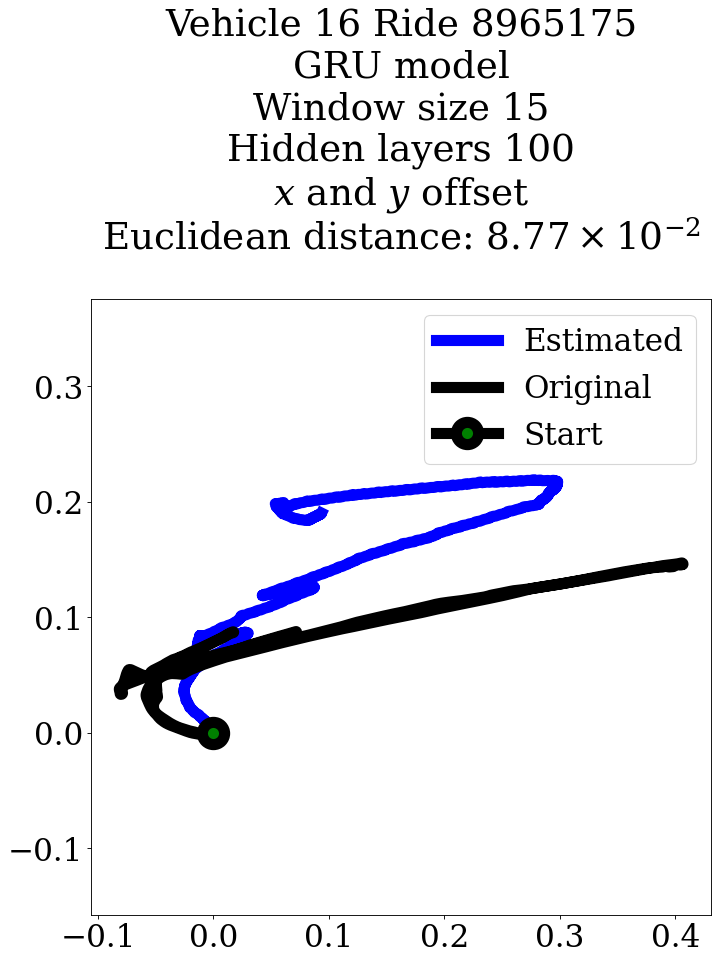 Vehicle 16 Ride 8965175
GRU model
Window size 15
Hidden layers 100
x and y offset
Euclidean distance: 8.77 × 10⁻²
Estimated
Original
Start
0.3
0.2
0.1
0.0
−0.1
−0.1 0.0 0.1 0.2 0.3 0.4